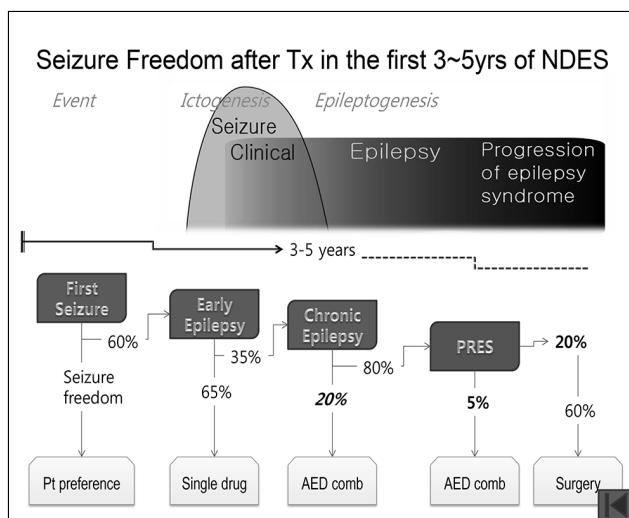 Seizure Freedom after Tx in the first 3~5yrs of NDES
Event
Ictogenesis
Epileptogenesis
Seizure
Clinical
Epilepsy
Progression
of epilepsy
syndrome
3-5 years
First
Seizure
Early
Epilepsy
Chronic
Epilepsy
PRES
60%
35%
80%
20%
Seizure
freedom
65%
20%
5%
60%
Pt preference
Single drug
AED comb
AED comb
Surgery